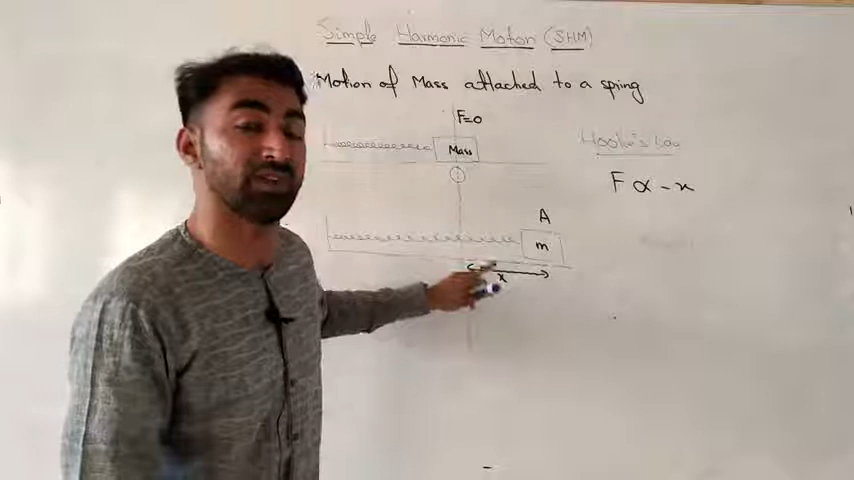 Simple Harmonic Motion (SHM)
Motion of Mass attached to a spring
F=0
Mass
Hooke's Law
F ∝ - x
A
m
x